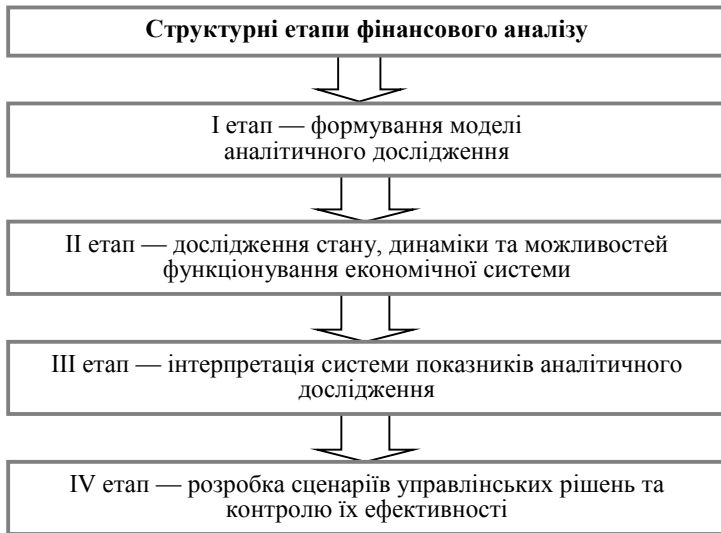 Структурні етапи фінансового аналізу
І етап — формування моделі
аналітичного дослідження
ІІ етап — дослідження стану, динаміки та можливостей
функціонування економічної системи
ІІІ етап — інтерпретація системи показників аналітичного
дослідження
IV етап — розробка сценаріїв управлінських рішень та
контролю їх ефективності